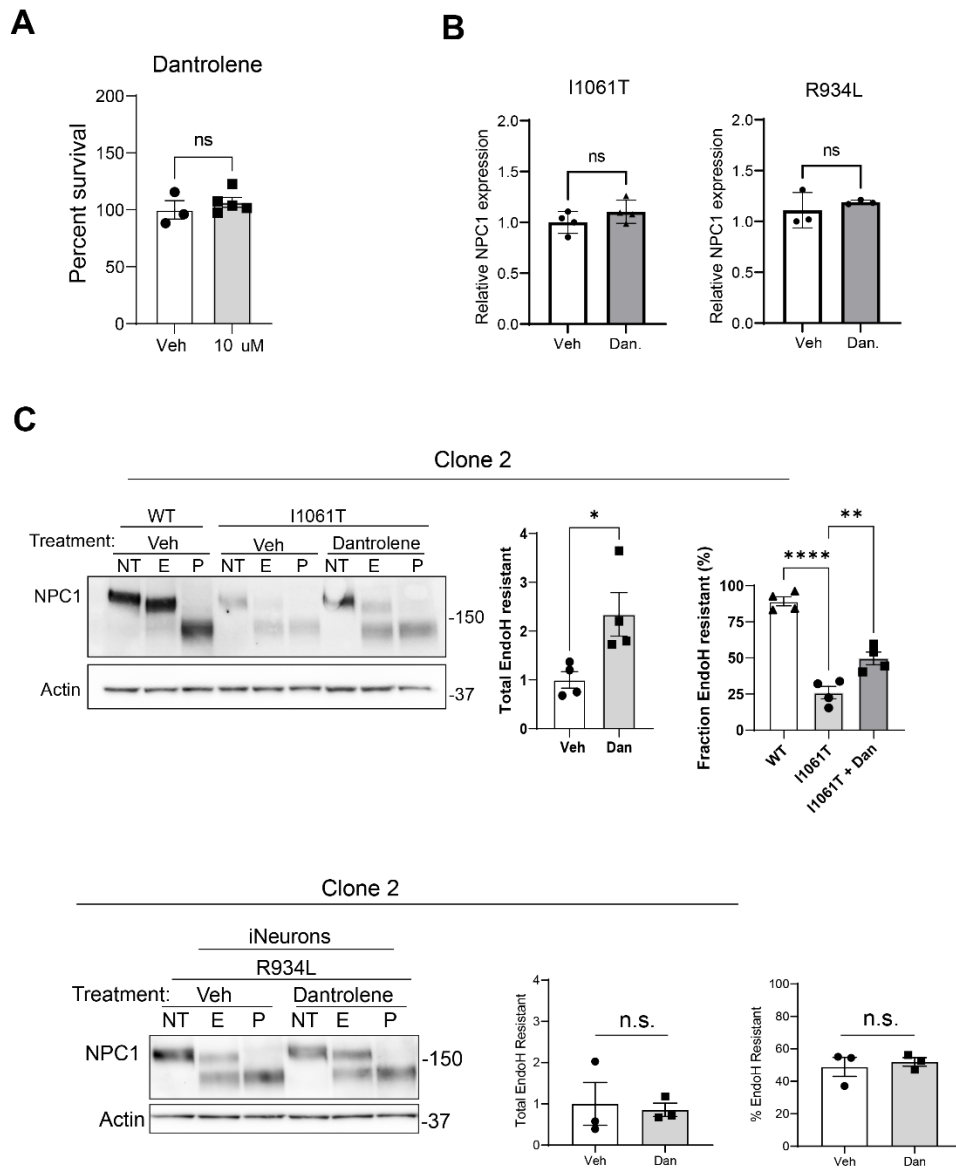 A
Dantrolene
Percent survival
200
150
100
50
0
ns
Veh
10 uM
B
I1061T
Relative NPC1 expression
2.0
1.5
1.0
0.5
0.0
ns
Veh
Dan.
R934L
Relative NPC1 expression
2.0
1.5
1.0
0.5
0.0
ns
Veh
Dan.
C
Clone 2
WT
I1061T
Treatment:
Veh
Veh
Dantrolene
NT E P NT E P NT E P
NPC1
-150
Actin
-37
Total EndoH resistant
4
3
2
1
0
*
Veh
Dan
Fraction EndoH resistant (%)
100
75
50
25
0
****
**
WT
I1061T
I1061T + Dan
Clone 2
iNeurons
R934L
Treatment:
Veh
Dantrolene
NT E P NT E P
NPC1
-150
Actin
-37
Total EndoH Resistant
4
3
2
1
0
n.s.
Veh
Dan
% EndoH Resistant
100
80
60
40
20
0
n.s.
Veh
Dan